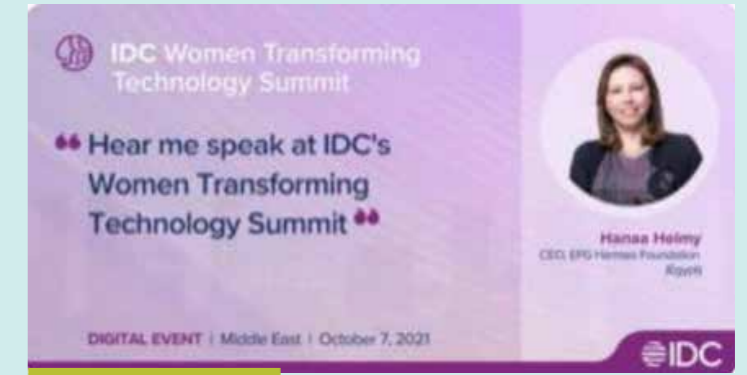 IDC Women Transforming
Technology Summit
“ Hear me speak at IDC's
Women Transforming
Technology Summit ”
Hanaa Helmy
CEO, EFG Hermes Foundation
Egypt
DIGITAL EVENT | Middle East | October 7, 2021
IDC